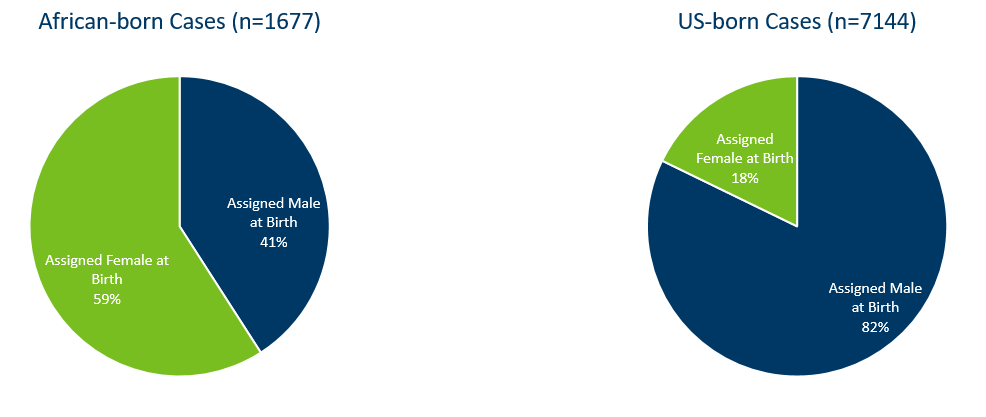 African-born Cases (n=1677)
US-born Cases (n=7144)
Assigned Male
at Birth
41%
Assigned Female at
Birth
59%
Assigned
Female at Birth
18%
Assigned Male
at Birth
82%